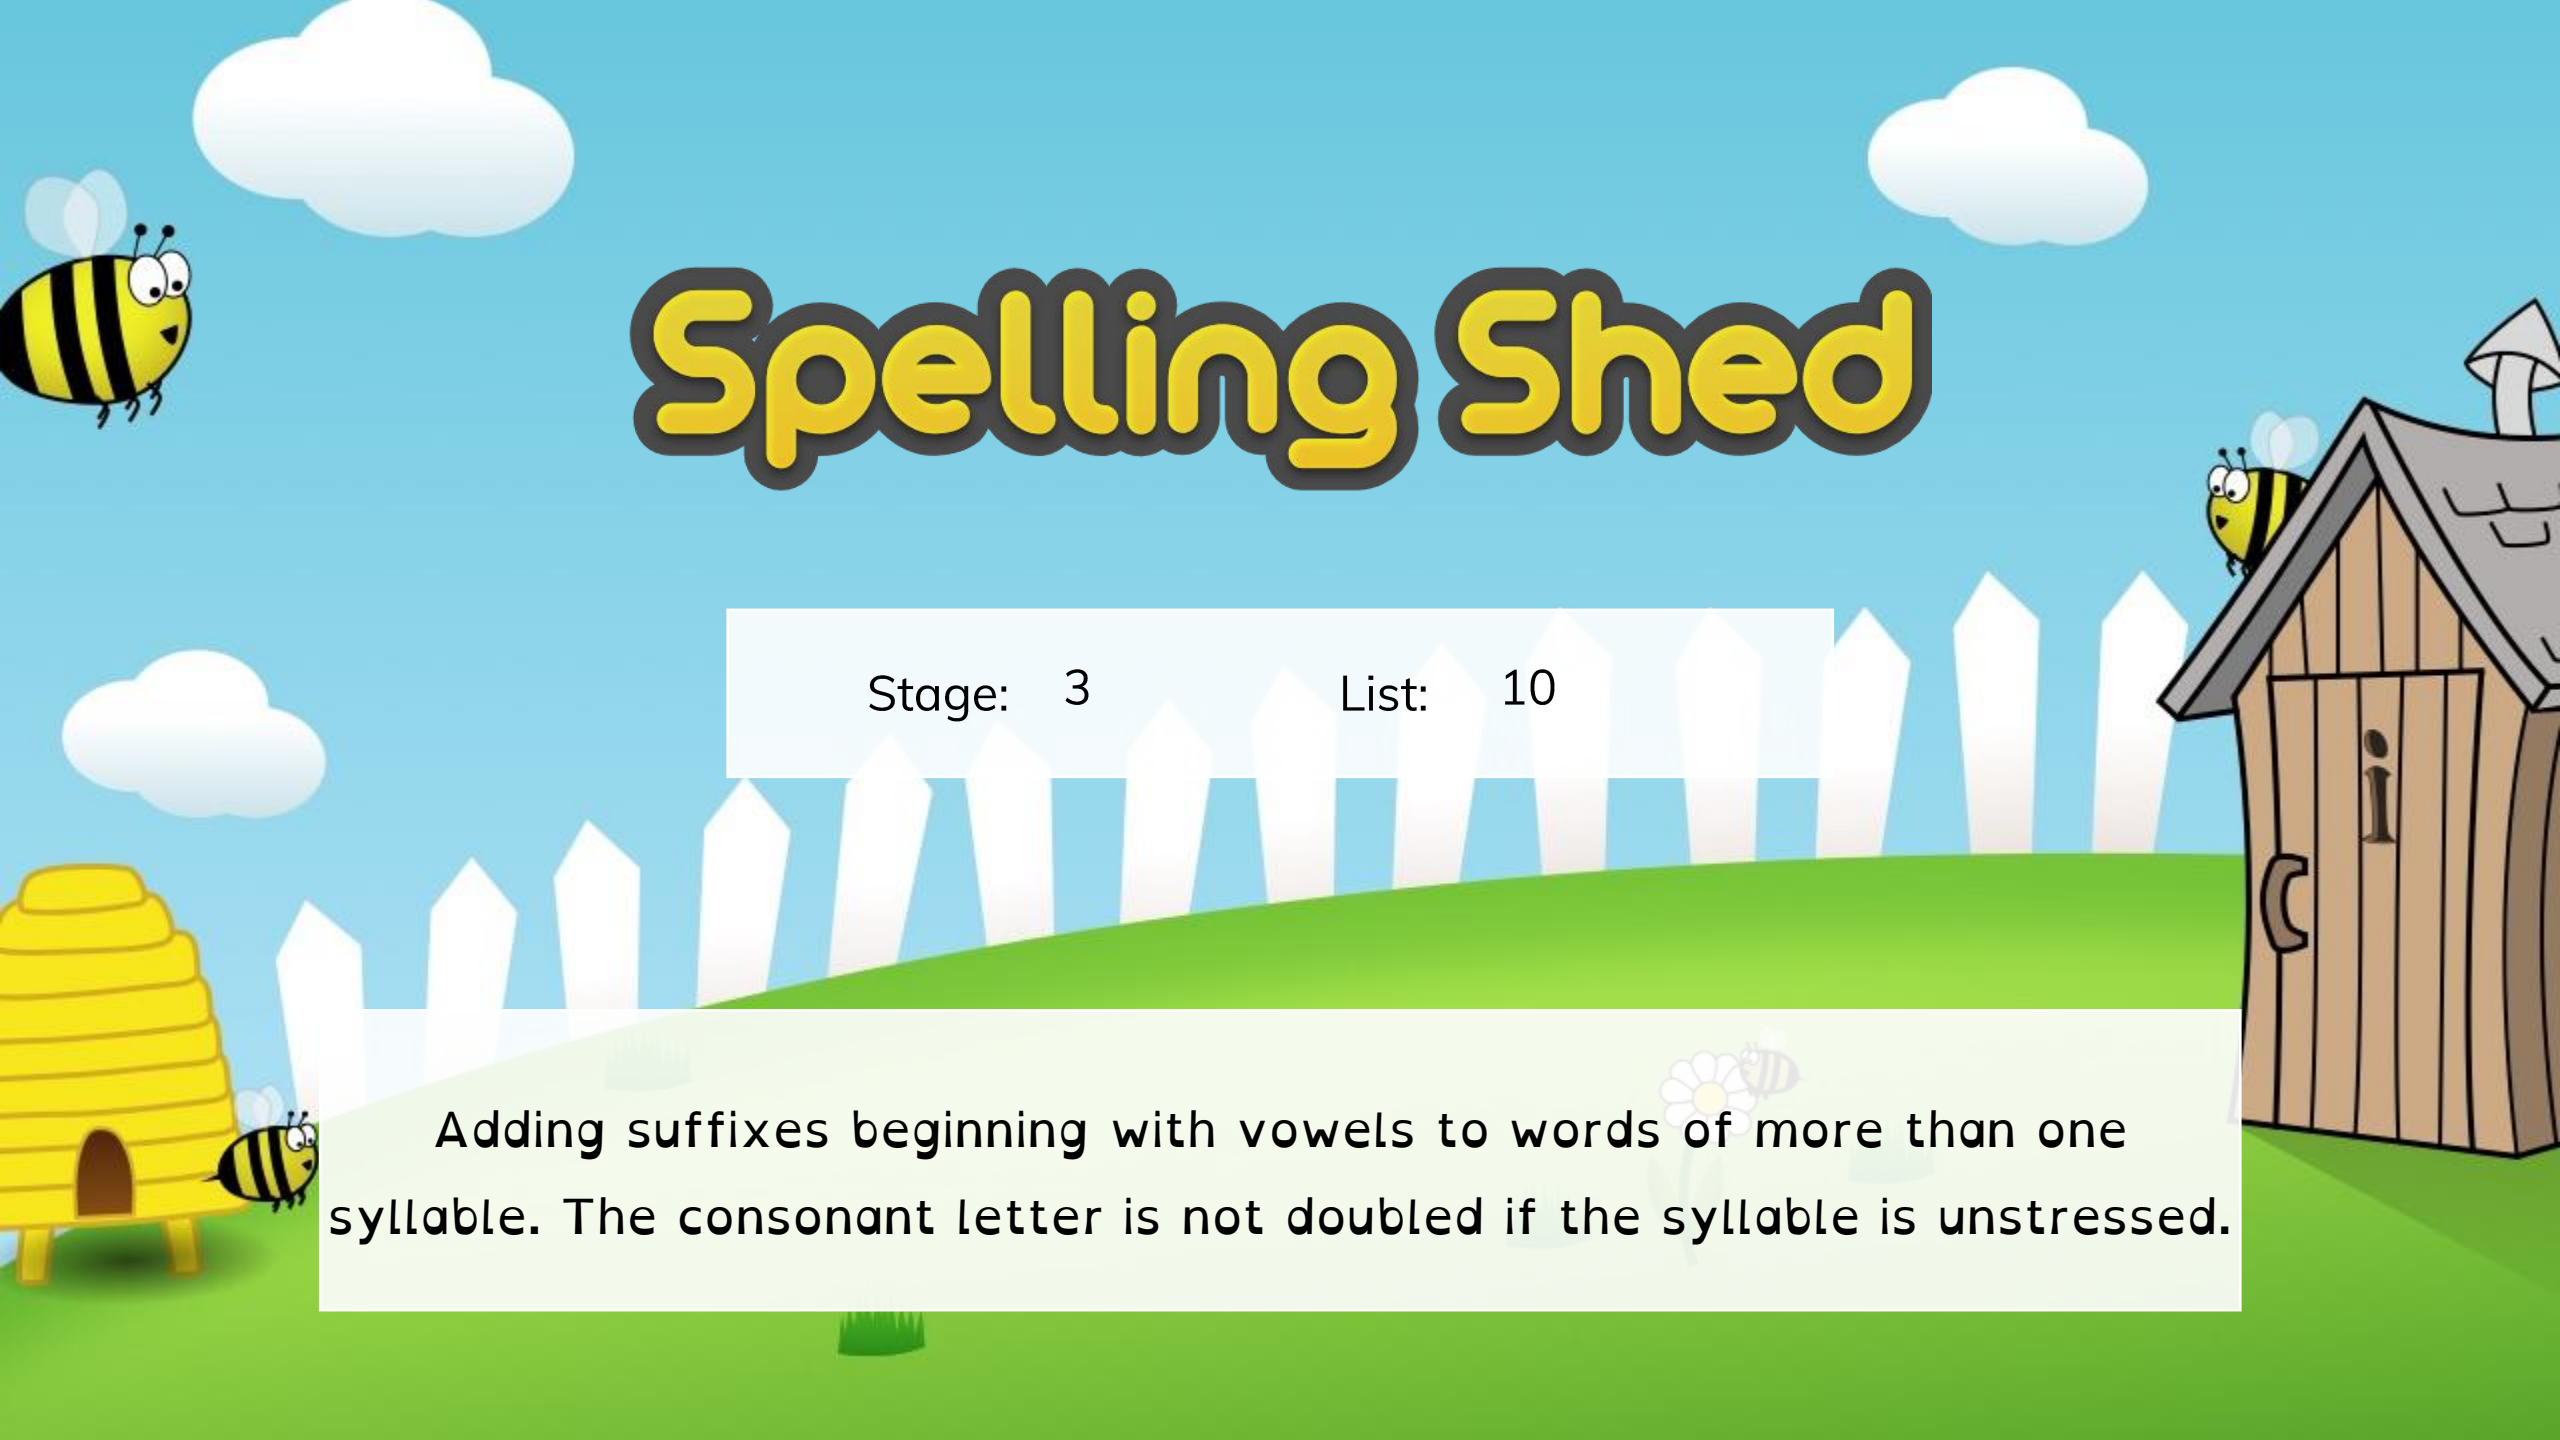 Spelling Shed
Stage: 3 List: 10
i
Adding suffixes beginning with vowels to words of more than one
syllable. The consonant letter is not doubled if the syllable is unstressed.